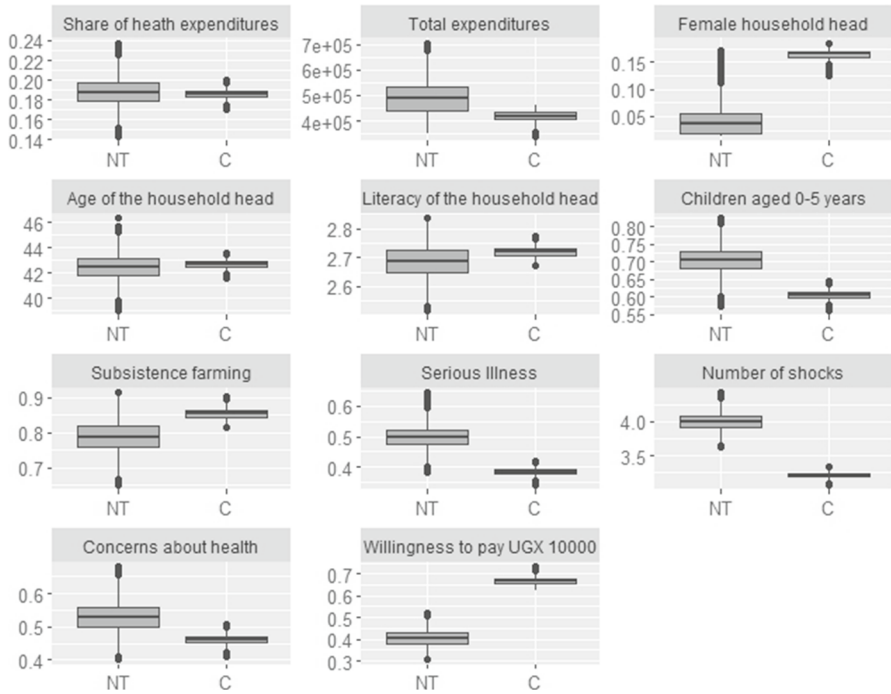 Share of heath expenditures
0.24
0.22
0.20
0.18
0.16
0.14
NT C
Total expenditures
7e+05
6e+05
5e+05
4e+05
NT C
Female household head
0.15
0.10
0.05
NT C
Age of the household head
46
44
42
40
NT C
Literacy of the household head
2.8
2.7
2.6
NT C
Children aged 0-5 years
0.80
0.75
0.70
0.65
0.60
0.55
NT C
Subsistence farming
0.9
0.8
0.7
NT C
Serious Illness
0.6
0.5
0.4
NT C
Number of shocks
4.0
3.5
NT C
Concerns about health
0.6
0.5
0.4
NT C
Willingness to pay UGX 10000
0.7
0.6
0.5
0.4
0.3
NT C